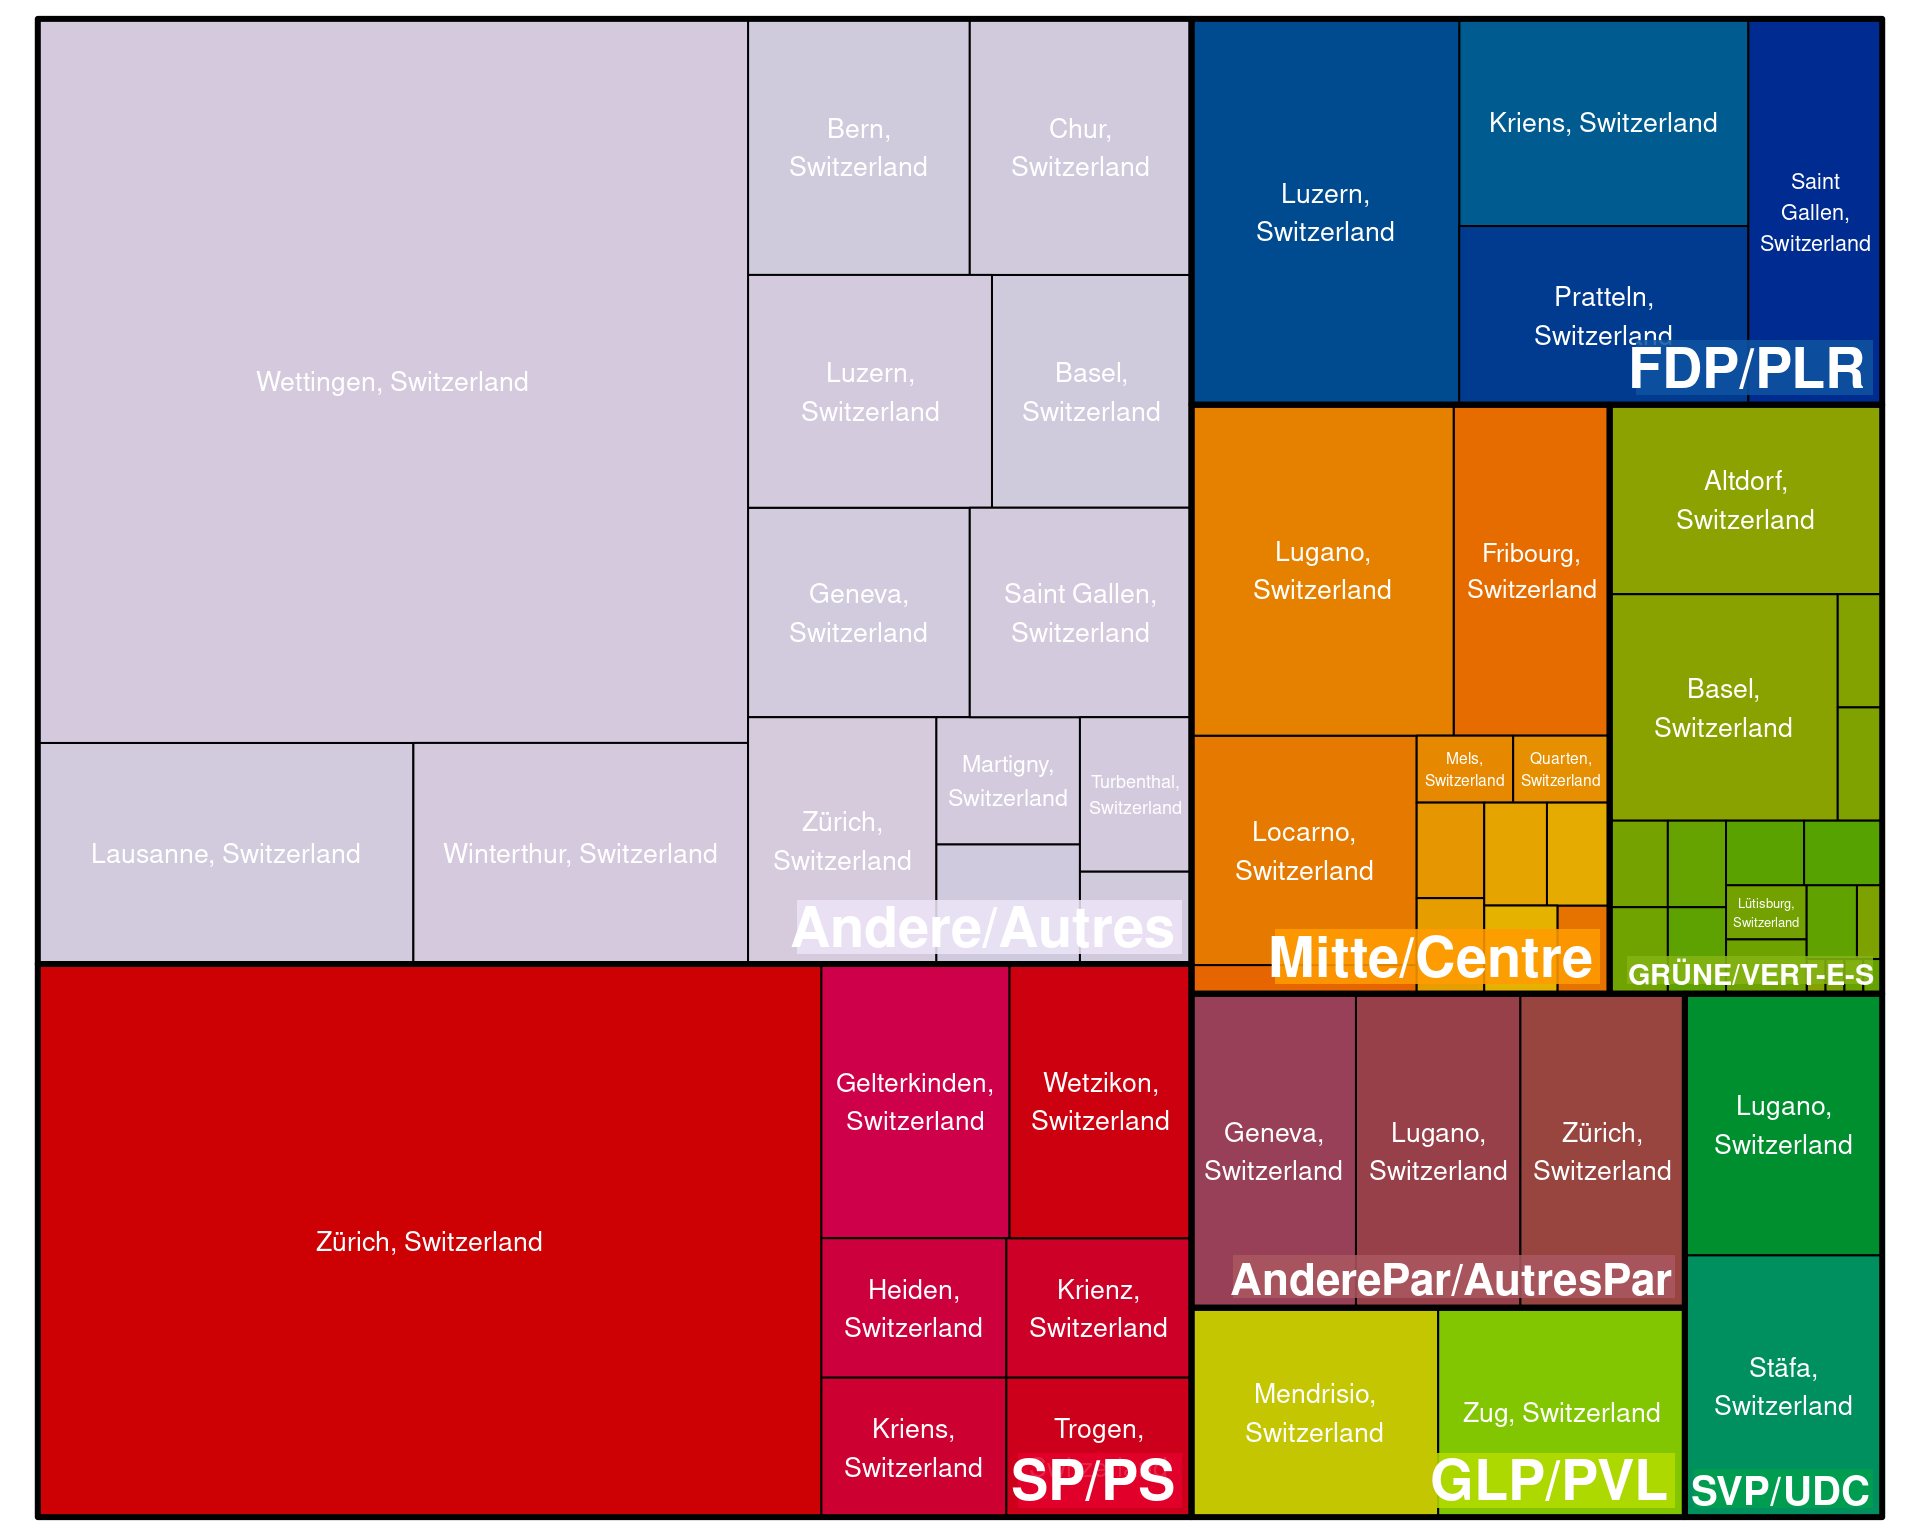 Wettingen, Switzerland
Bern,
Switzerland
Chur,
Switzerland
Luzern,
Switzerland
Basel,
Switzerland
Geneva,
Switzerland
Saint Gallen,
Switzerland
Lausanne, Switzerland
Winterthur, Switzerland
Zürich,
Switzerland
Martigny,
Switzerland
Turbenthal,
Switzerland
Andere/Autres
Zürich, Switzerland
Gelterkinden,
Switzerland
Wetzikon,
Switzerland
Heiden,
Switzerland
Krienz,
Switzerland
Kriens,
Switzerland
Trogen,
SP/PS
Luzern,
Switzerland
Kriens, Switzerland
Pratteln,
Switzerland
Saint
Gallen,
Switzerland
FDP/PLR
Lugano,
Switzerland
Fribourg,
Switzerland
Locarno,
Switzerland
Mels,
Switzerland
Quarten,
Switzerland
Mitte/Centre
Altdorf,
Switzerland
Basel,
Switzerland
Lütisburg,
Switzerland
GRÜNE/VERT-E-S
Geneva,
Switzerland
Lugano,
Switzerland
Zürich,
Switzerland
AnderePar/AutresPar
Mendrisio,
Switzerland
Zug, Switzerland
GLP/PVL
Lugano,
Switzerland
Stäfa,
Switzerland
SVP/UDC